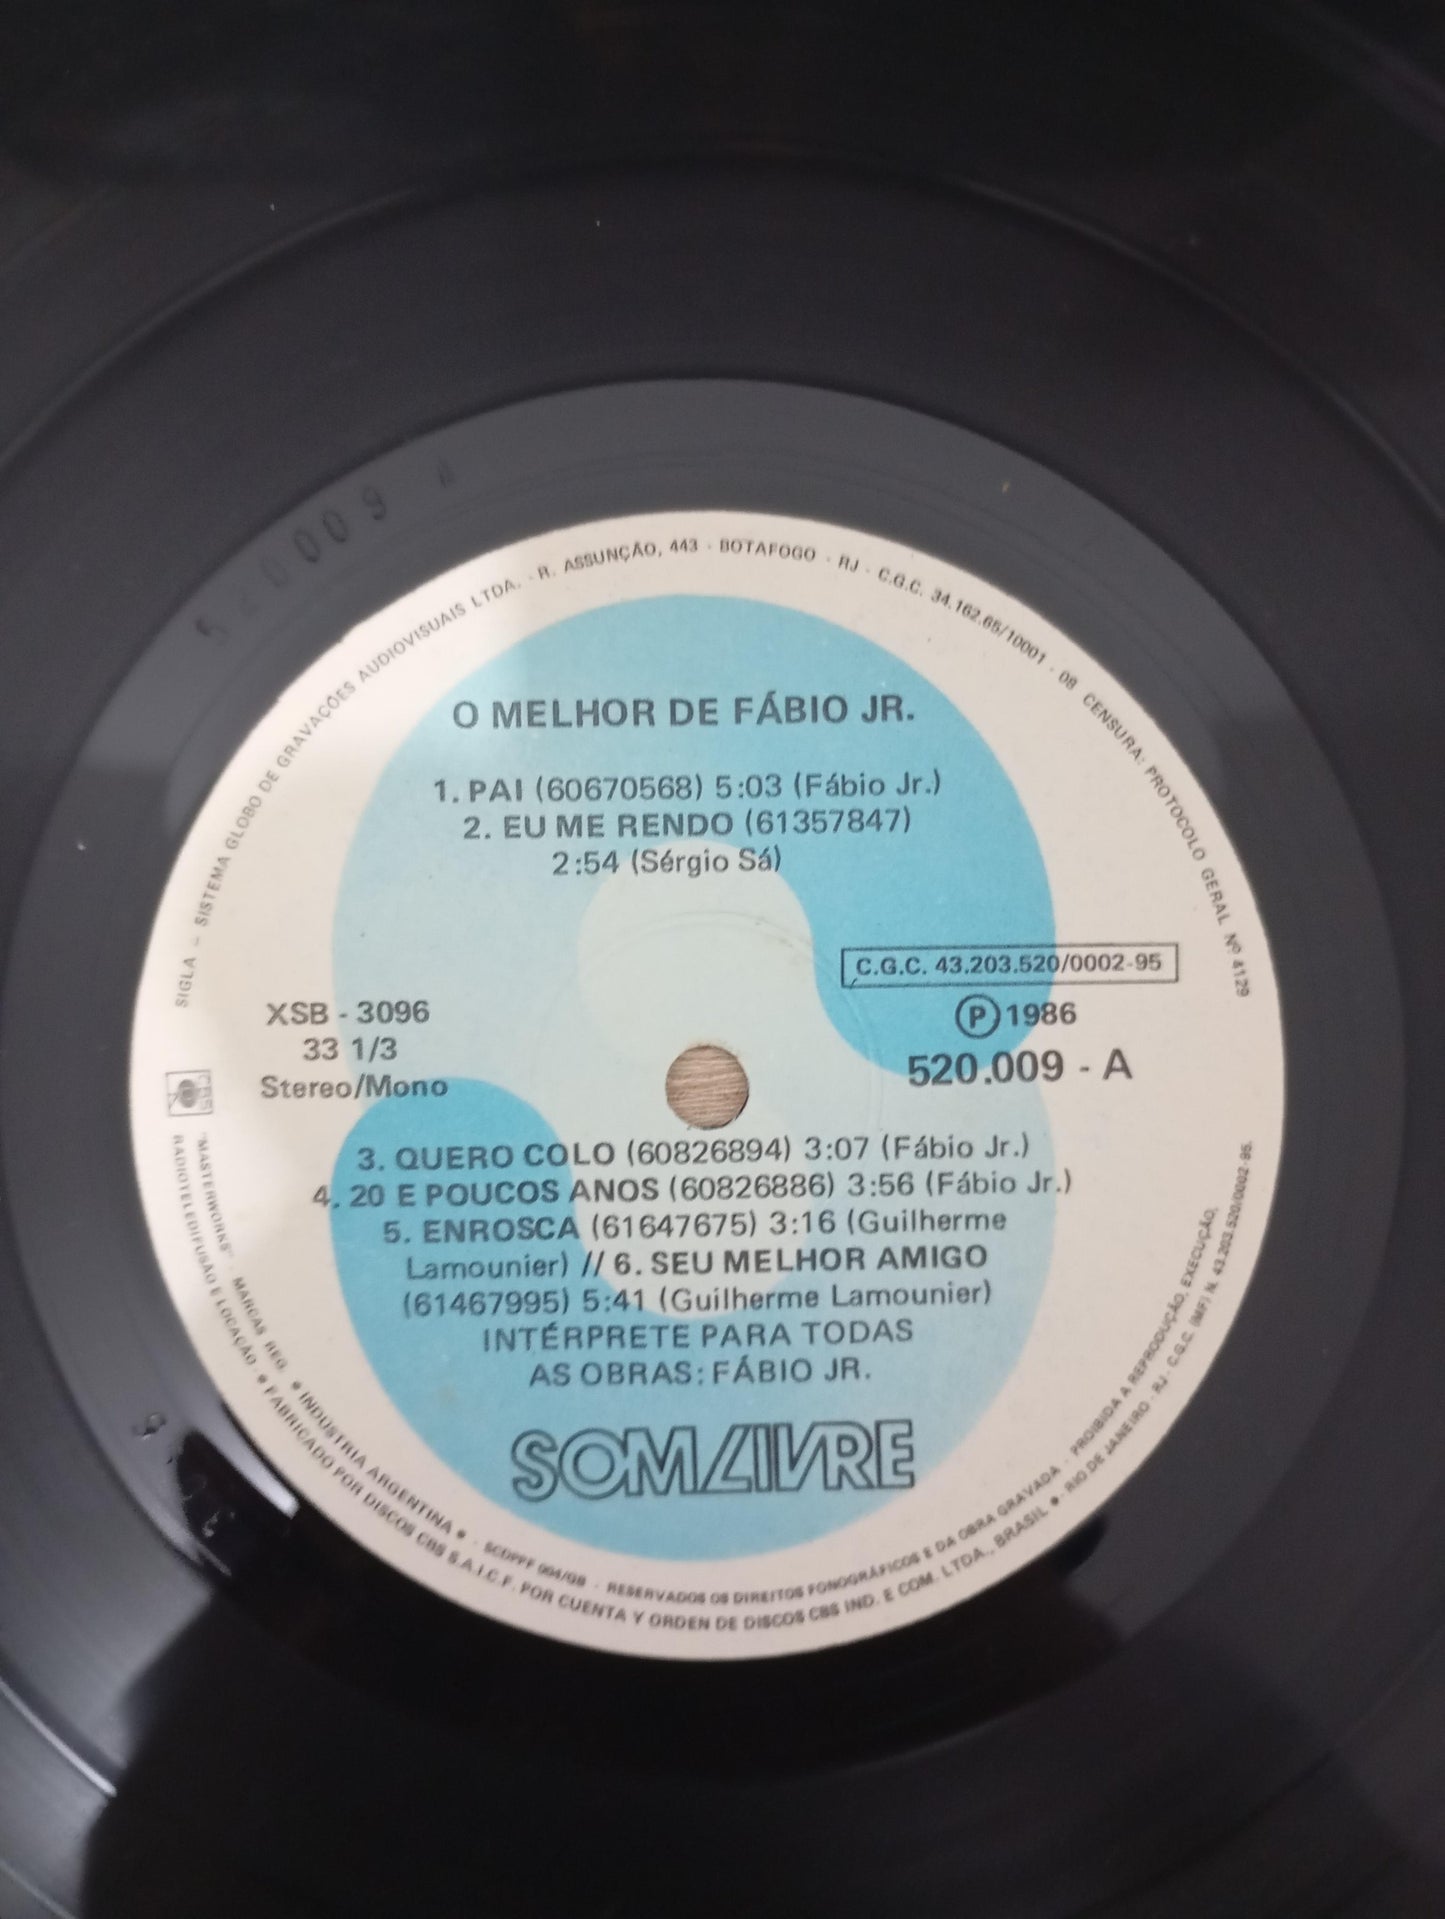 SIGLA – SISTEMA GLOBO DE GRAVAÇÕES AUDIOVISUAIS LTDA. · R. ASSUNÇÃO, 443 · BOTAFOGO · RJ · C.G.C. 34.162.65/10001 - 08 CENSURA: PROTOCOLO GERAL Nº 4129
O MELHOR DE FÁBIO JR.
1. PAI (60670568) 5:03 (Fábio Jr.)
2. EU ME RENDO (61357847)
2:54 (Sérgio Sá)
C.G.C. 43.203.520/0002-95
XSB - 3096
33 1/3
Stereo/Mono
P 1986
520.009 - A
3. QUERO COLO (60826894) 3:07 (Fábio Jr.)
4. 20 E POUCOS ANOS (60826886) 3:56 (Fábio Jr.)
5. ENROSCA (61647675) 3:16 (Guilherme
Lamounier) // 6. SEU MELHOR AMIGO
(61467995) 5:41 (Guilherme Lamounier)
INTÉRPRETE PARA TODAS
AS OBRAS: FÁBIO JR.
SOM LIVRE
CBS
"MASTERWORKS" · MARCAS REG. • INDUSTRIA ARGENTINA • · SCDPFF 004/GB · RESERVADOS OS DIREITOS FONOGRÁFICOS E DA OBRA GRAVADA · PROIBIDA A REPRODUÇÃO, EXECUÇÃO,
RADIOTELEDIFUSÃO E LOCAÇÃO · • FABRICADO POR DISCOS CBS S.A.I.C.F. POR CUENTA Y ORDEN DE DISCOS CBS IND. E COM. LTDA., BRASIL • · RIO DE JANEIRO · RJ · C.G.C. (MF) N. 43.203.520/0002-95.